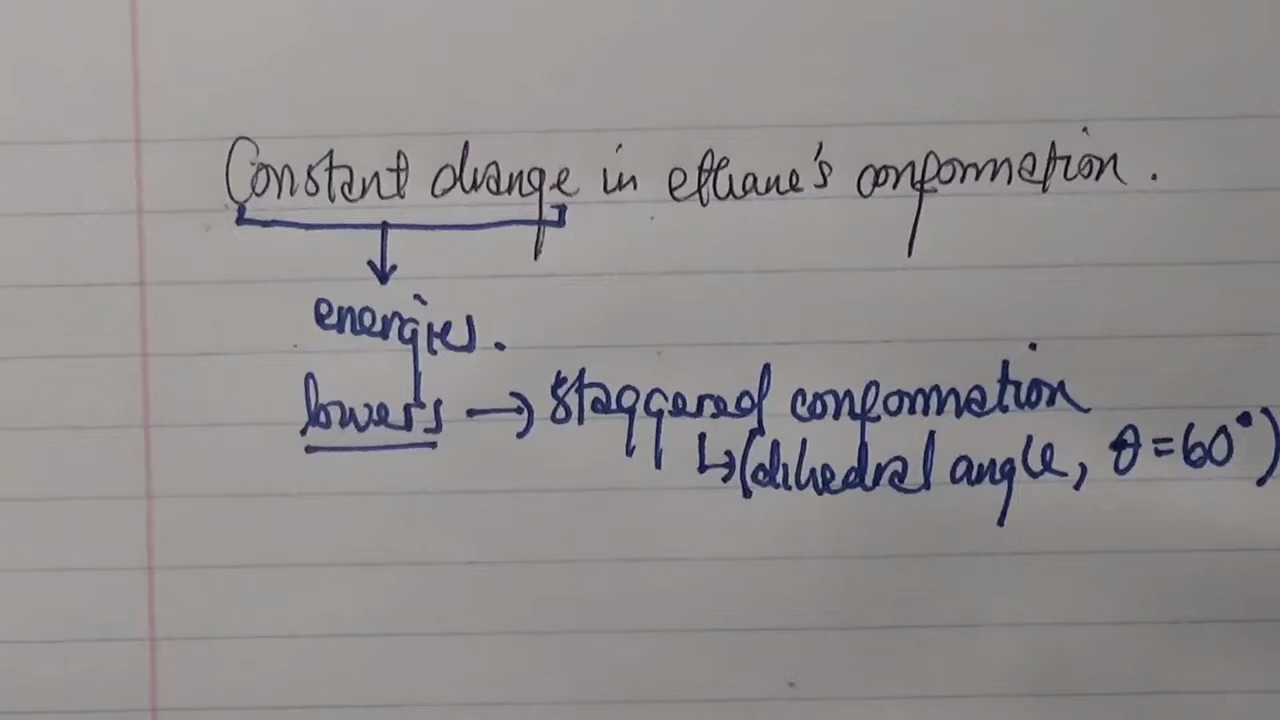 Constant change in ethane's conformation.
energies.
lowers → staggered conformation
↳(dihedral angle, θ=60°)